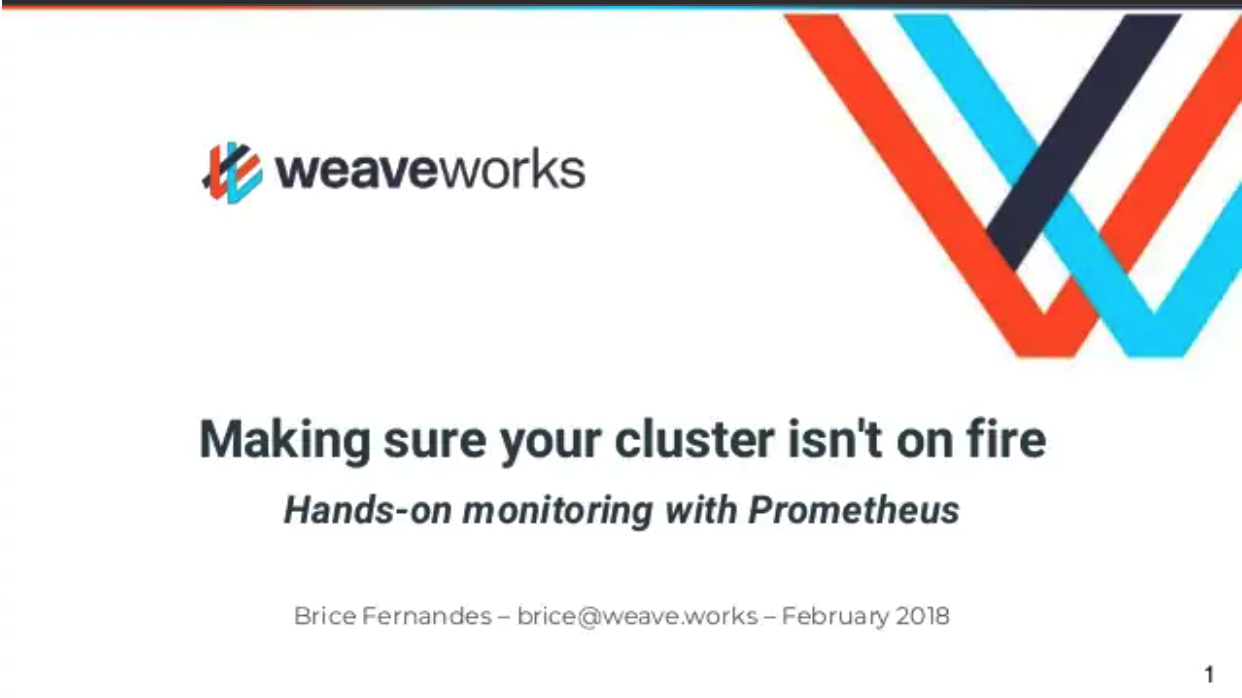 weaveworks
Making sure your cluster isn't on fire
Hands-on monitoring with Prometheus
Brice Fernandes – brice@weave.works – February 2018
1